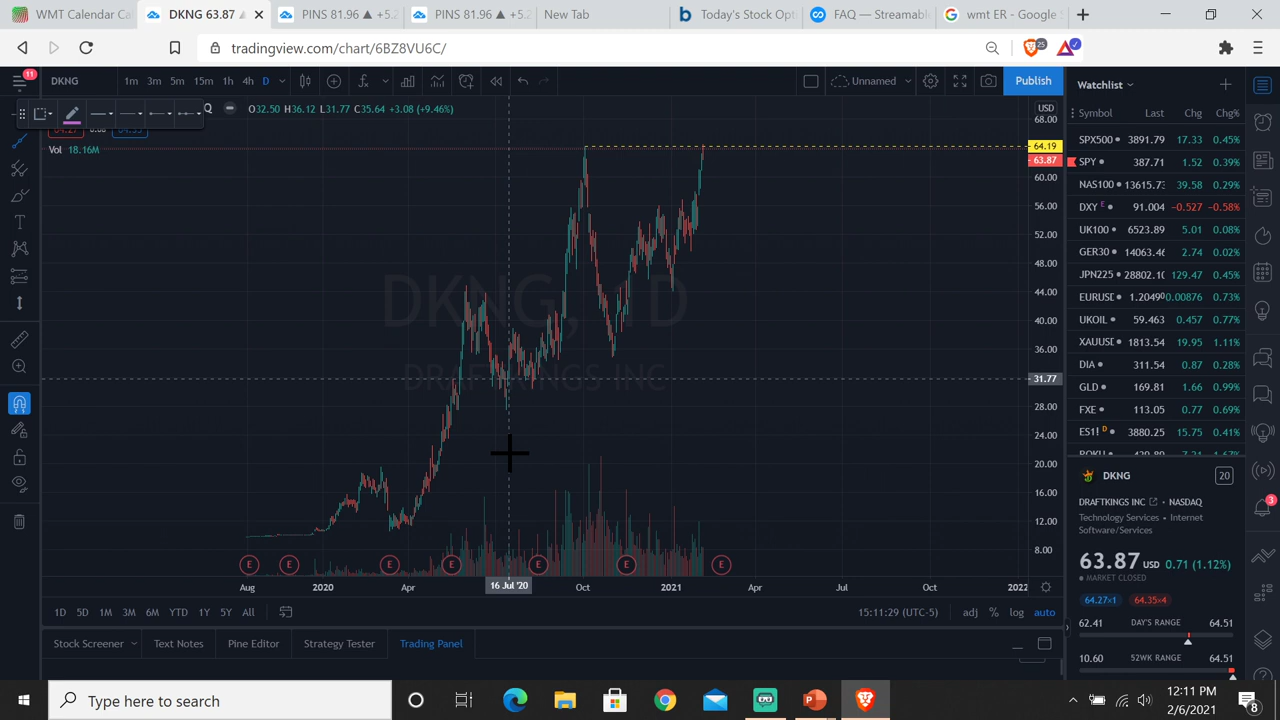 WMT Calendar Cal
DKNG 63.87 ▲
PINS 81.96 ▲ +5.2
PINS 81.96 ▲ +5.2
New Tab
Today's Stock Opti
FAQ — Streamable
wmt ER - Google S
tradingview.com/chart/6BZ8VU6C/
25
11
DKNG
1m 3m 5m 15m 1h 4h D
Unnamed
Publish
O32.50 H36.12 L31.77 C35.64 +3.08 (+9.46%)
Vol 18.16M
DKNG, 1D
DRAFTKINGS INC
USD
68.00
64.19
63.87
60.00
56.00
52.00
48.00
44.00
40.00
36.00
31.77
28.00
24.00
20.00
16.00
12.00
8.00
E E E E E E E
Aug 2020 Apr 16 Jul '20 Oct 2021 Apr Jul Oct 2022
1D 5D 1M 3M 6M YTD 1Y 5Y All
15:11:29 (UTC-5)
adj % log auto
Stock Screener
Text Notes
Pine Editor
Strategy Tester
Trading Panel
Watchlist
Symbol Last Chg Chg%
SPX500 3891.79 17.33 0.45%
SPY 387.71 1.52 0.39%
NAS100 13615.73 39.58 0.29%
DXY E 91.004 -0.527 -0.58%
UK100 6523.89 5.01 0.08%
GER30 14063.46 2.74 0.02%
JPN225 28802.10 129.47 0.45%
EURUSD 1.20490 0.00876 0.73%
UKOIL 59.463 0.457 0.77%
XAUUSD 1813.54 19.95 1.11%
DIA 311.54 0.87 0.28%
GLD 169.81 1.66 0.99%
FXE 113.05 0.77 0.69%
ES1! D 3880.25 15.75 0.41%
DKNG
20
DRAFTKINGS INC NASDAQ
Technology Services • Internet
Software/Services
63.87 USD 0.71 (1.12%)
MARKET CLOSED
64.27×1 64.35×4
62.41 DAY'S RANGE 64.51
10.60 52WK RANGE 64.51
3
Type here to search
12:11 PM
2/6/2021
8